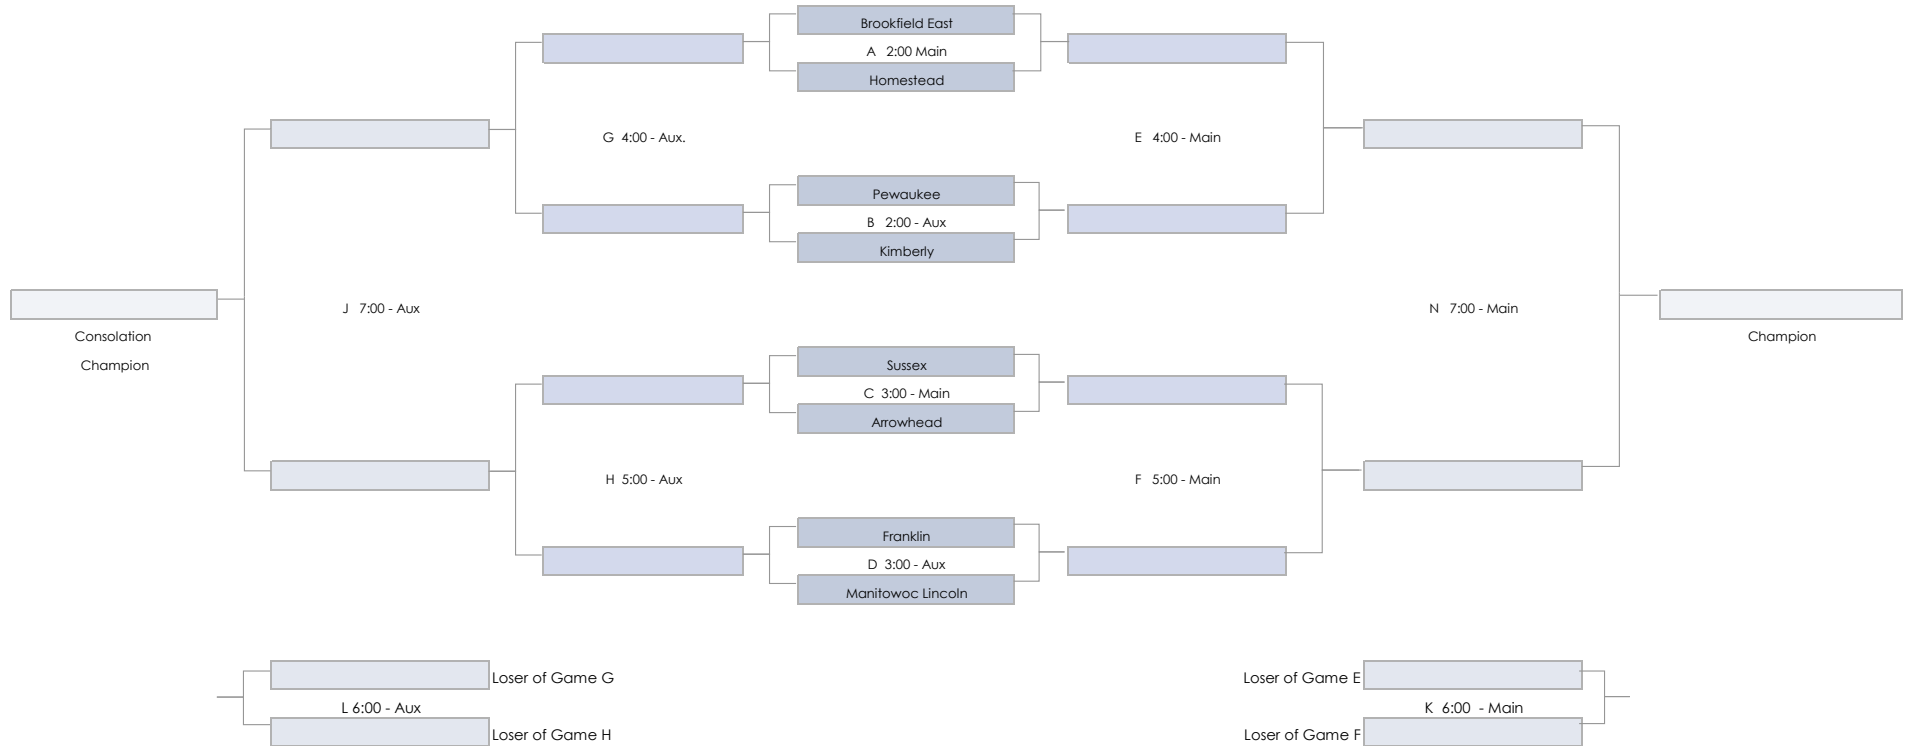 Brookfield East
A 2:00 Main
Homestead
G 4:00 - Aux.
E 4:00 - Main
Pewaukee
B 2:00 - Aux
Kimberly
J 7:00 - Aux
N 7:00 - Main
Consolation
Champion
Champion
Sussex
C 3:00 - Main
Arrowhead
H 5:00 - Aux
F 5:00 - Main
Franklin
D 3:00 - Aux
Manitowoc Lincoln
Loser of Game G
Loser of Game E
L 6:00 - Aux
K 6:00 - Main
Loser of Game H
Loser of Game F